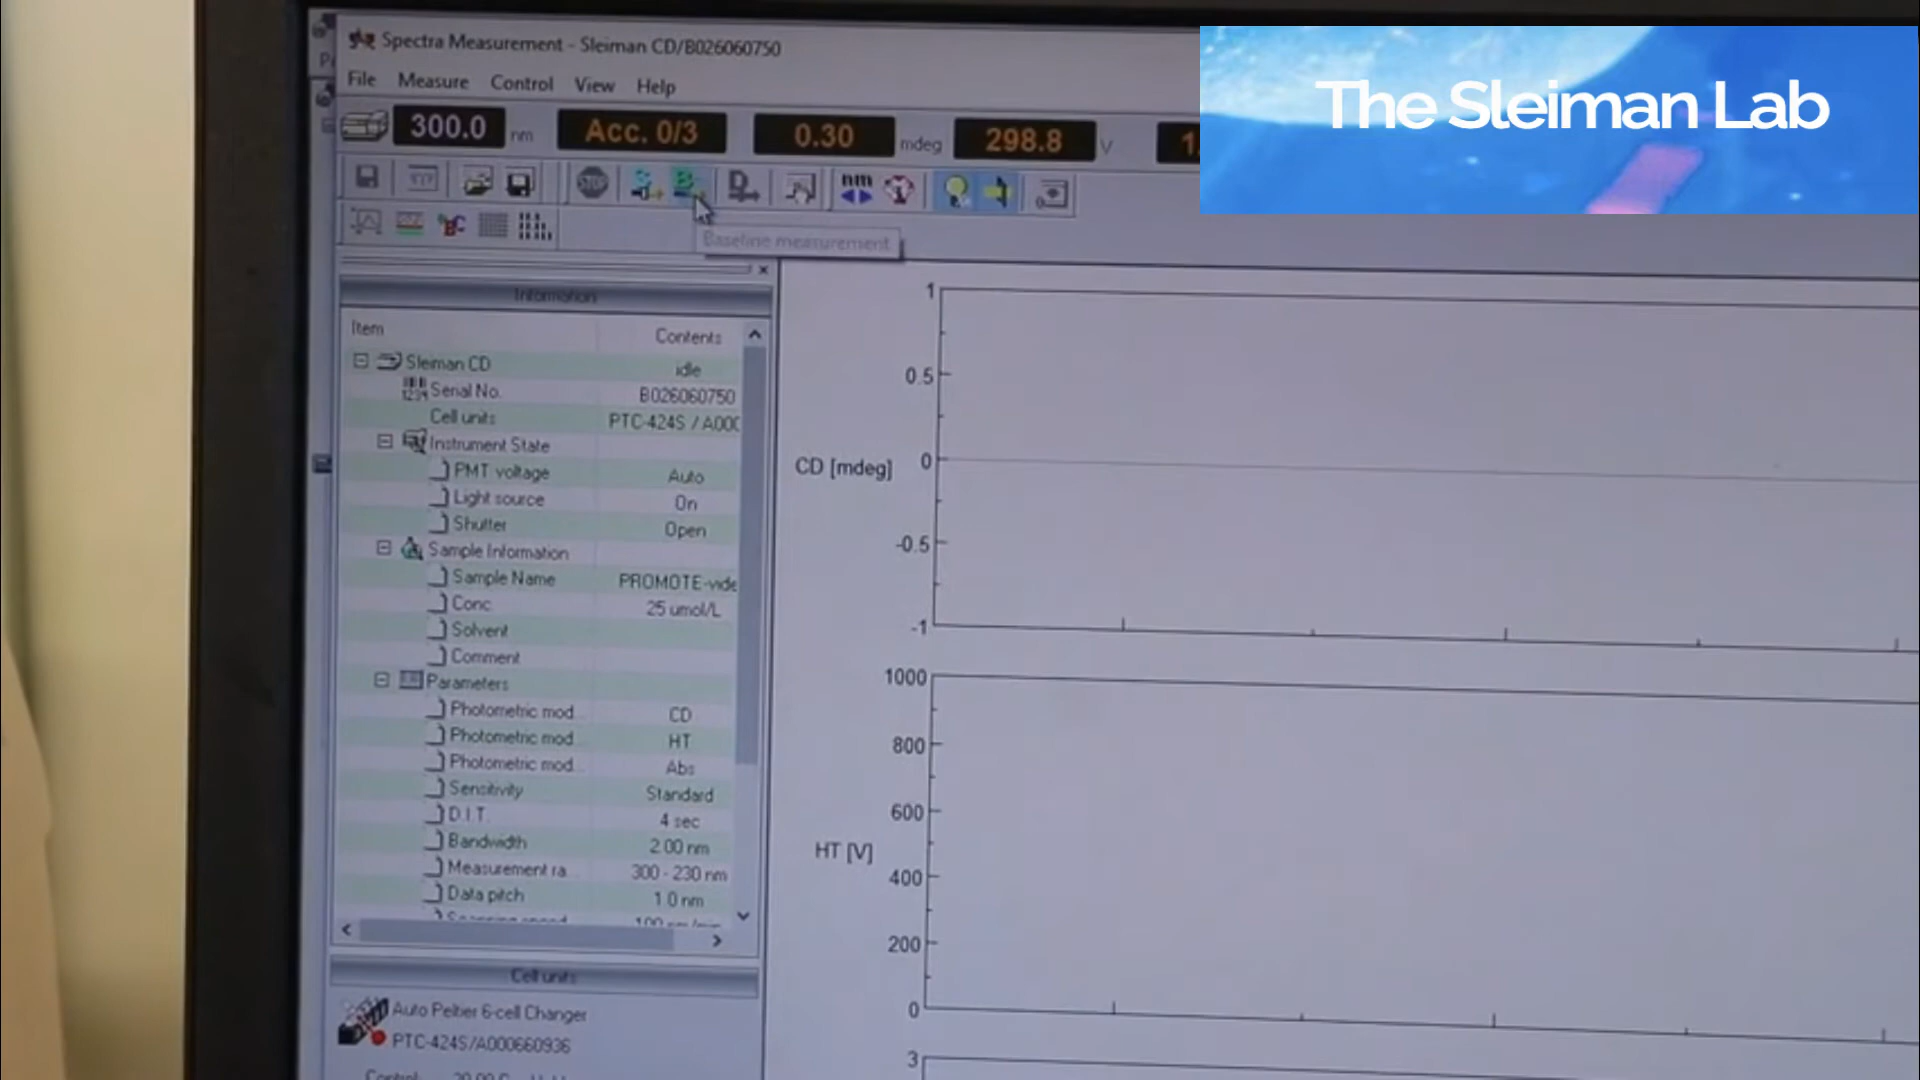 Spectra Measurement - Sleiman CD/B026060750
The Sleiman Lab
File Measure Control View Help
300.0 nm Acc. 0/3 0.30 mdeg 298.8 V 1
STOP S B D nm
Baseline measurement
Information
Item Contents
Sleiman CD idle
Serial No. B026060750
Cell units PTC-424S / A000
Instrument State
PMT voltage Auto
Light source On
Shutter Open
Sample Information
Sample Name PROMOTE-vide
Conc. 25 umol/L
Solvent
Comment
Parameters
Photometric mod... CD
Photometric mod... HT
Photometric mod... Abs
Sensitivity Standard
D.I.T. 4 sec
Bandwidth 2.00 nm
Measurement ra... 300 - 230 nm
Data pitch 1.0 nm
Cell units
Auto Peltier 6-cell Changer
PTC-424S/A000660936
1
0.5
CD [mdeg] 0
-0.5
-1
1000
800
600
HT [V]
400
200
0
3